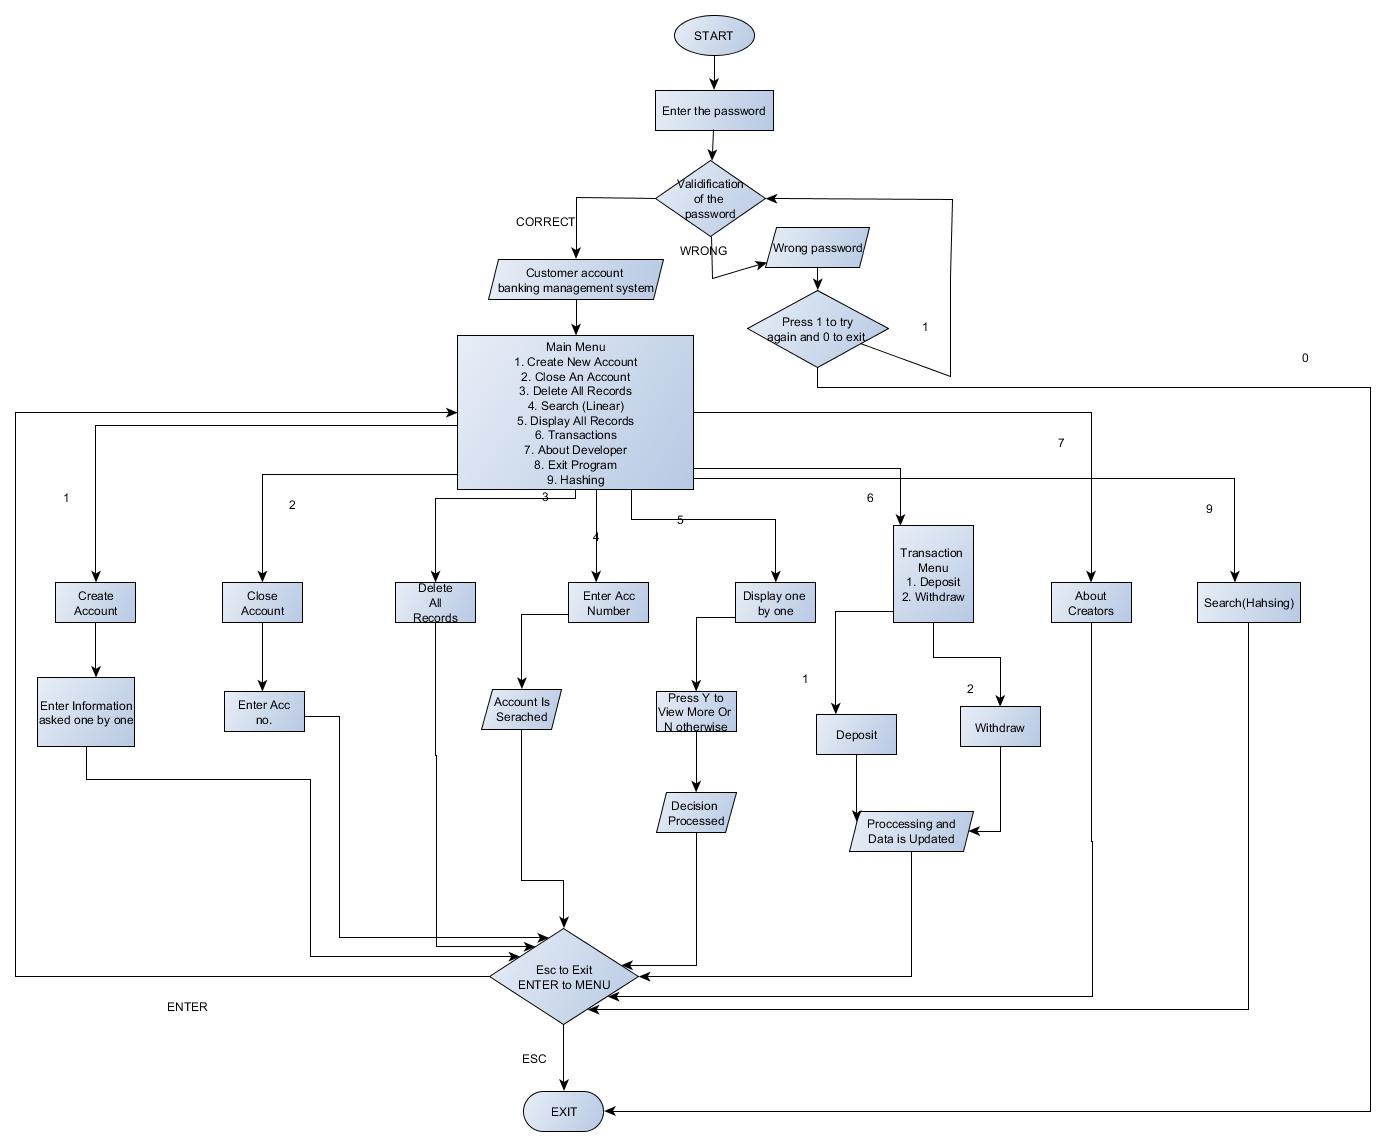 START
Enter the password
Validification
of the
password
CORRECT
WRONG
Wrong password
Customer account
banking management system
Press 1 to try
again and 0 to exit
1
0
Main Menu
1. Create New Account
2. Close An Account
3. Delete All Records
4. Search (Linear)
5. Display All Records
6. Transactions
7. About Developer
8. Exit Program
9. Hashing
1
2
3
4
5
6
7
9
Create
Account
Close
Account
Delete
All
Records
Enter Acc
Number
Display one
by one
Transaction
Menu
1. Deposit
2. Withdraw
About
Creators
Search(Hahsing)
Enter Information
asked one by one
Enter Acc
no.
Account Is
Serached
Press Y to
View More Or
N otherwise
1
2
Deposit
Withdraw
Decision
Processed
Proccessing and
Data is Updated
Esc to Exit
ENTER to MENU
ENTER
ESC
EXIT